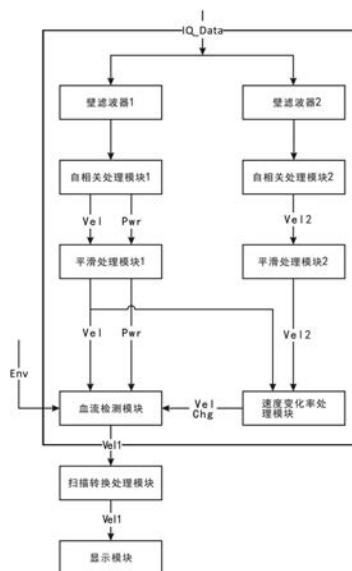 IQ_Data
壁滤波器1
壁滤波器2
自相关处理模块1
自相关处理模块2
Vel
Pwr
Vel2
平滑处理模块1
平滑处理模块2
Vel
Pwr
Vel2
Env
血流检测模块
Vel
Chg
速度变化率处
理模块
Vel1
扫描转换处理模块
Vel1
显示模块